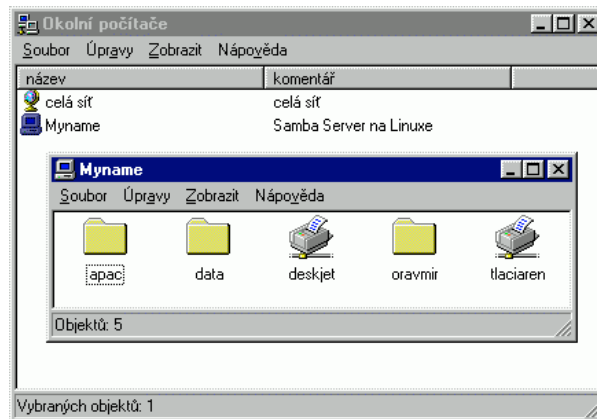 Okolní počítače
Soubor Úpravy Zobrazit Nápověda
název komentář
celá síť celá síť
Myname Samba Server na Linuxe
Myname
Soubor Úpravy Zobrazit Nápověda
apac data deskjet oravmir tlaciaren
Objektů: 5
Vybraných objektů: 1